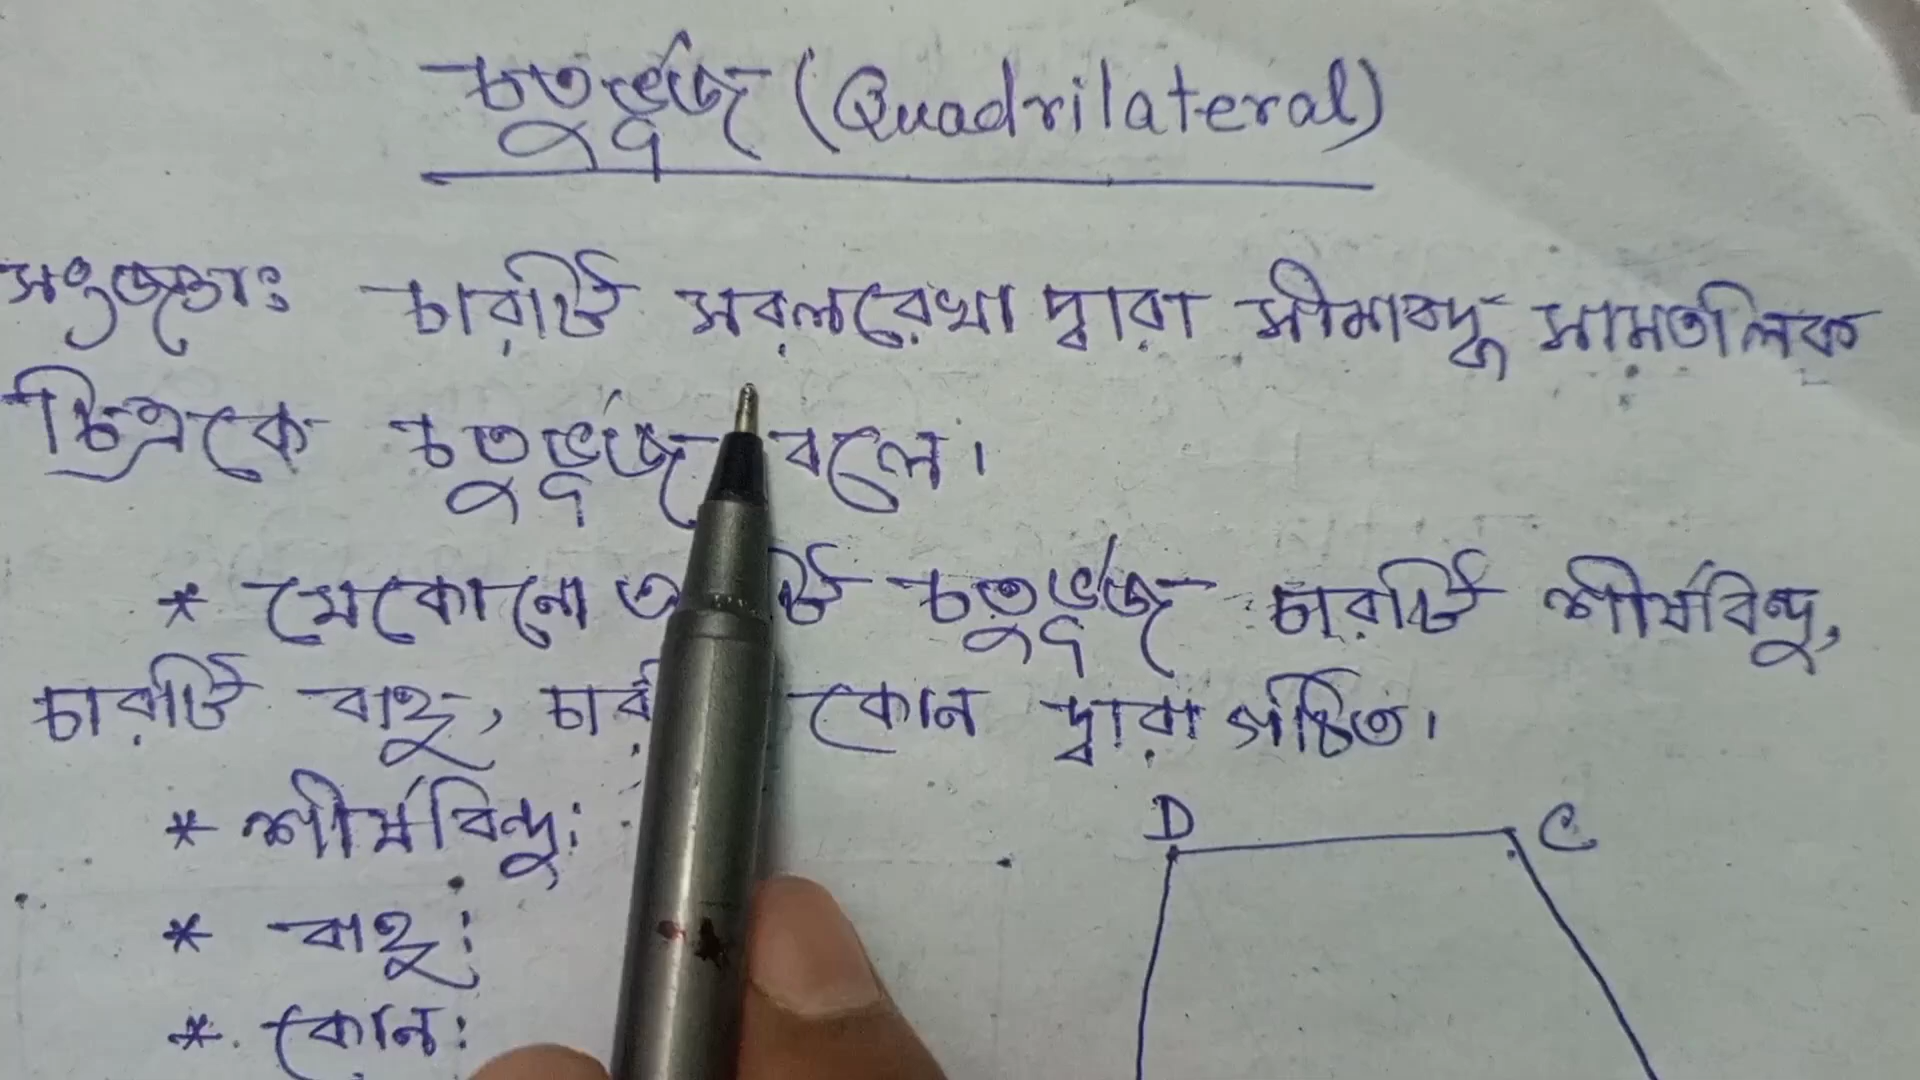 চতুর্ভুজ (Quadrilateral)
সংজ্ঞাঃ চারটি সরলরেখা দ্বারা সীমাবদ্ধ সামতলিক
চিত্রকে চতুর্ভুজ বলে।
* যেকোনো চতুর্ভুজ চারটি শীর্ষবিন্দু,
চারটি বাহু, কোন দ্বারা গঠিত।
* শীর্ষবিন্দু:
D C
* বাহু:
* কোন: